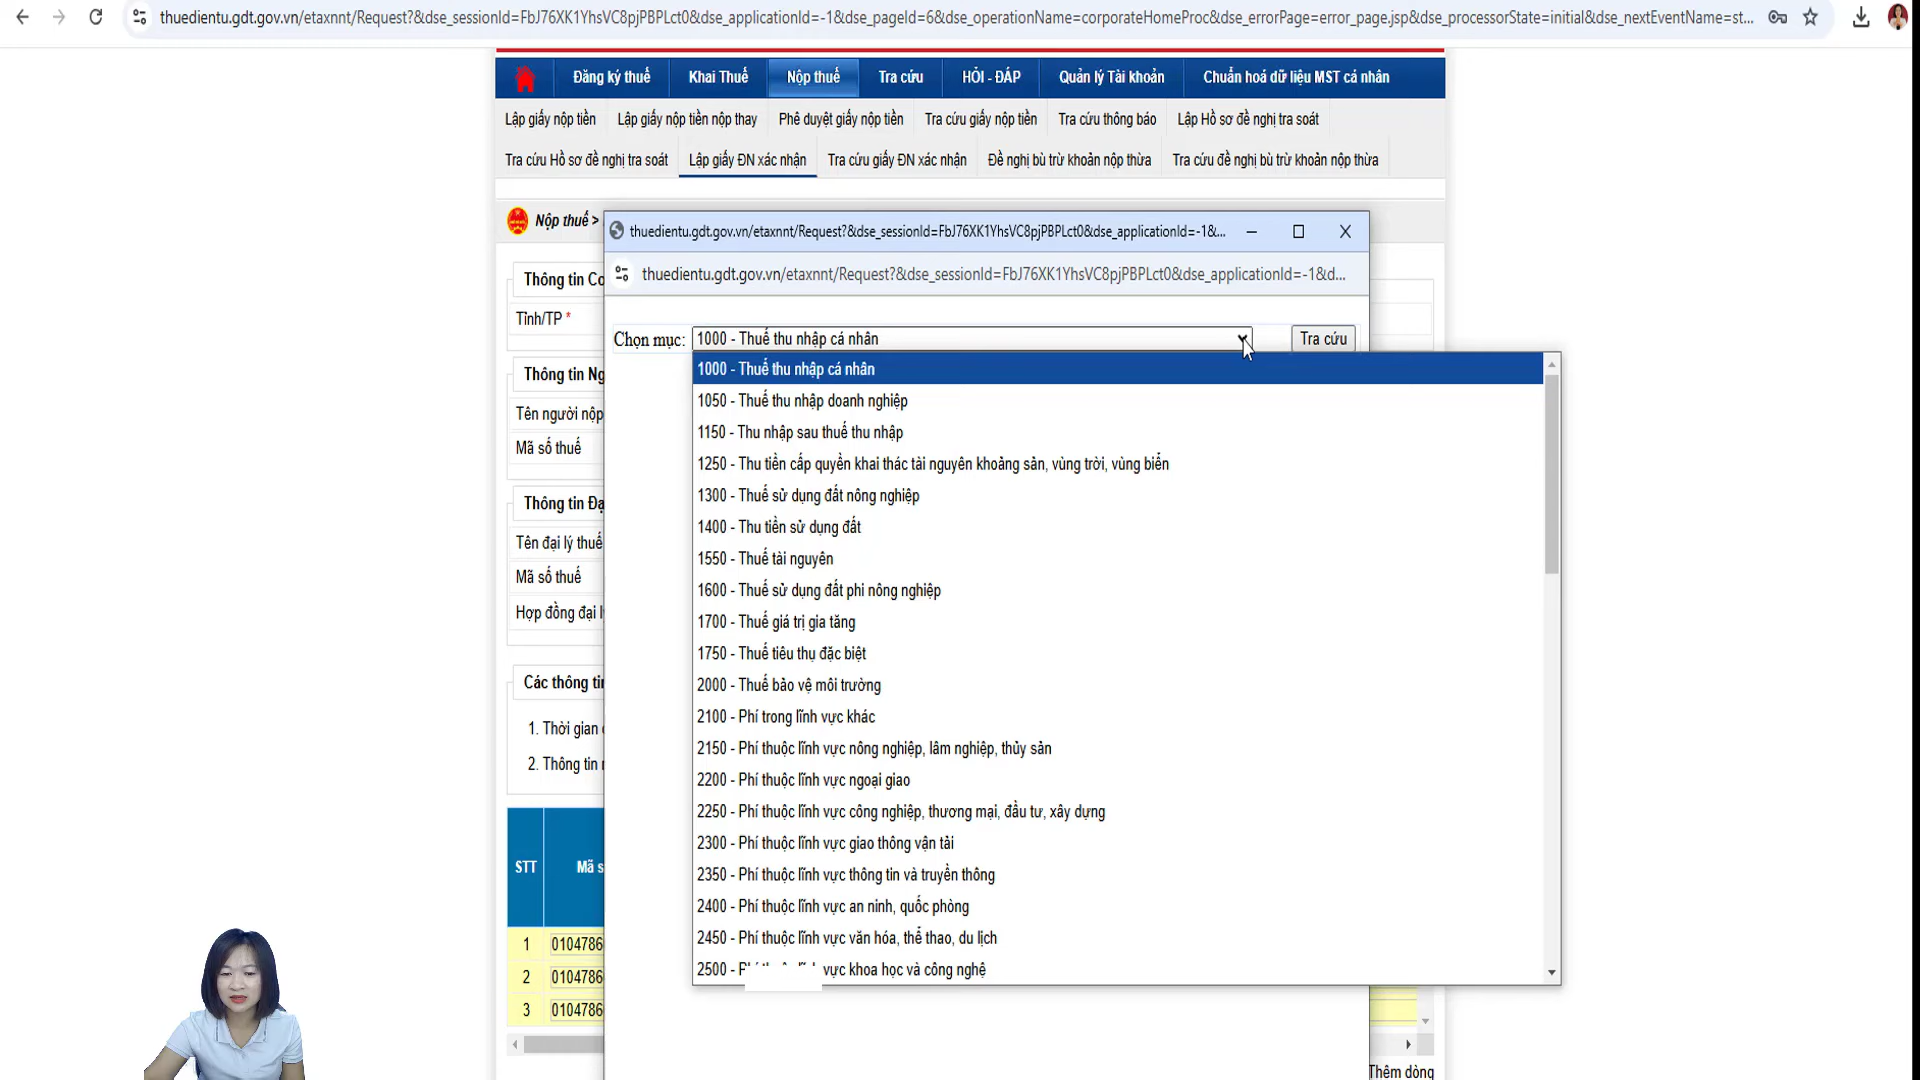 thuedientu.gdt.gov.vn/etaxnnt/Request?&dse_sessionId=FbJ76XK1YhsVC8pjPBPLct0&dse_applicationId=-1&dse_pageId=6&dse_operationName=corporateHomeProc&dse_errorPage=error_page.jsp&dse_processorState=initial&dse_nextEventName=st...
Đăng ký thuế Khai Thuế Nộp thuế Tra cứu HỎI - ĐÁP Quản lý Tài khoản Chuẩn hoá dữ liệu MST cá nhân
Lập giấy nộp tiền Lập giấy nộp tiền nộp thay Phê duyệt giấy nộp tiền Tra cứu giấy nộp tiền Tra cứu thông báo Lập Hồ sơ đề nghị tra soát
Tra cứu Hồ sơ đề nghị tra soát Lập giấy ĐN xác nhận Tra cứu giấy ĐN xác nhận Đề nghị bù trừ khoản nộp thừa Tra cứu đề nghị bù trừ khoản nộp thừa
Nộp thuế >
thuedientu.gdt.gov.vn/etaxnnt/Request?&dse_sessionId=FbJ76XK1YhsVC8pjPBPLct0&dse_applicationId=-1&...
thuedientu.gdt.gov.vn/etaxnnt/Request?&dse_sessionId=FbJ76XK1YhsVC8pjPBPLct0&dse_applicationId=-1&d...
Thông tin Co
Tỉnh/TP *
Chọn mục: 1000 - Thuế thu nhập cá nhân Tra cứu
1000 - Thuế thu nhập cá nhân
1050 - Thuế thu nhập doanh nghiệp
1150 - Thu nhập sau thuế thu nhập
1250 - Thu tiền cấp quyền khai thác tài nguyên khoảng sản, vùng trời, vùng biển
1300 - Thuế sử dụng đất nông nghiệp
1400 - Thu tiền sử dụng đất
1550 - Thuế tài nguyên
1600 - Thuế sử dụng đất phi nông nghiệp
1700 - Thuế giá trị gia tăng
1750 - Thuế tiêu thụ đặc biệt
2000 - Thuế bảo vệ môi trường
2100 - Phí trong lĩnh vực khác
2150 - Phí thuộc lĩnh vực nông nghiệp, lâm nghiệp, thủy sản
2200 - Phí thuộc lĩnh vực ngoại giao
2250 - Phí thuộc lĩnh vực công nghiệp, thương mại, đầu tư, xây dựng
2300 - Phí thuộc lĩnh vực giao thông vận tải
2350 - Phí thuộc lĩnh vực thông tin và truyền thông
2400 - Phí thuộc lĩnh vực an ninh, quốc phòng
2450 - Phí thuộc lĩnh vực văn hóa, thể thao, du lịch
2500 - vực khoa học và công nghệ
Thông tin Ng
Tên người nộp
Mã số thuế
Thông tin Đạ
Tên đại lý thuế
Mã số thuế
Hợp đồng đại l
Các thông tin
1. Thời gian
2. Thông tin
STT Mã s
1 0104786
2 0104786
3 0104786
Thêm dòng